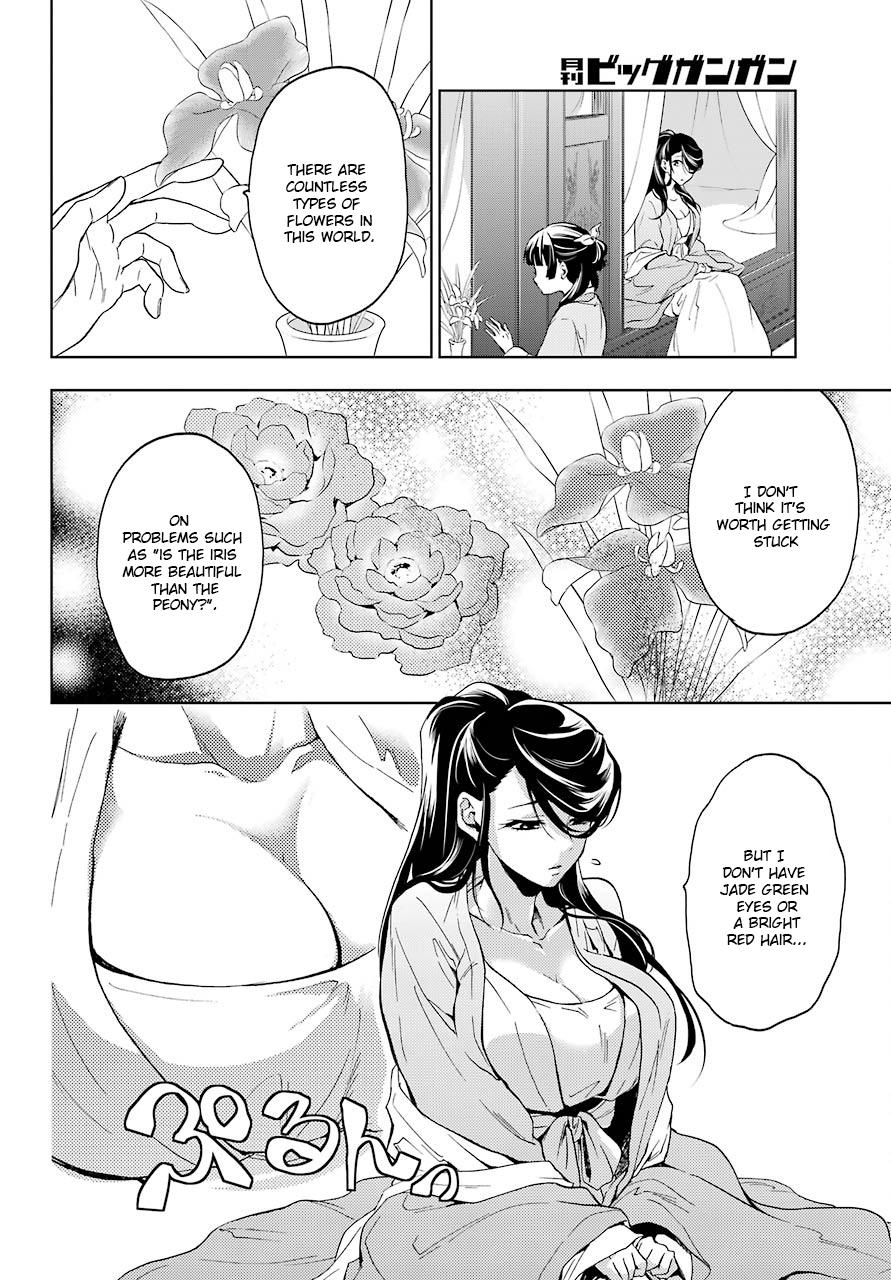 月刊ビッグガンガン
THERE ARE
COUNTLESS
TYPES OF
FLOWERS IN
THIS WORLD.
I DON'T
THINK IT'S
WORTH GETTING
STUCK
ON
PROBLEMS SUCH
AS "IS THE IRIS
MORE BEAUTIFUL
THAN THE
PEONY?".
BUT I
DON'T HAVE
JADE GREEN
EYES OR
A BRIGHT
RED HAIR...
ぷるんっ